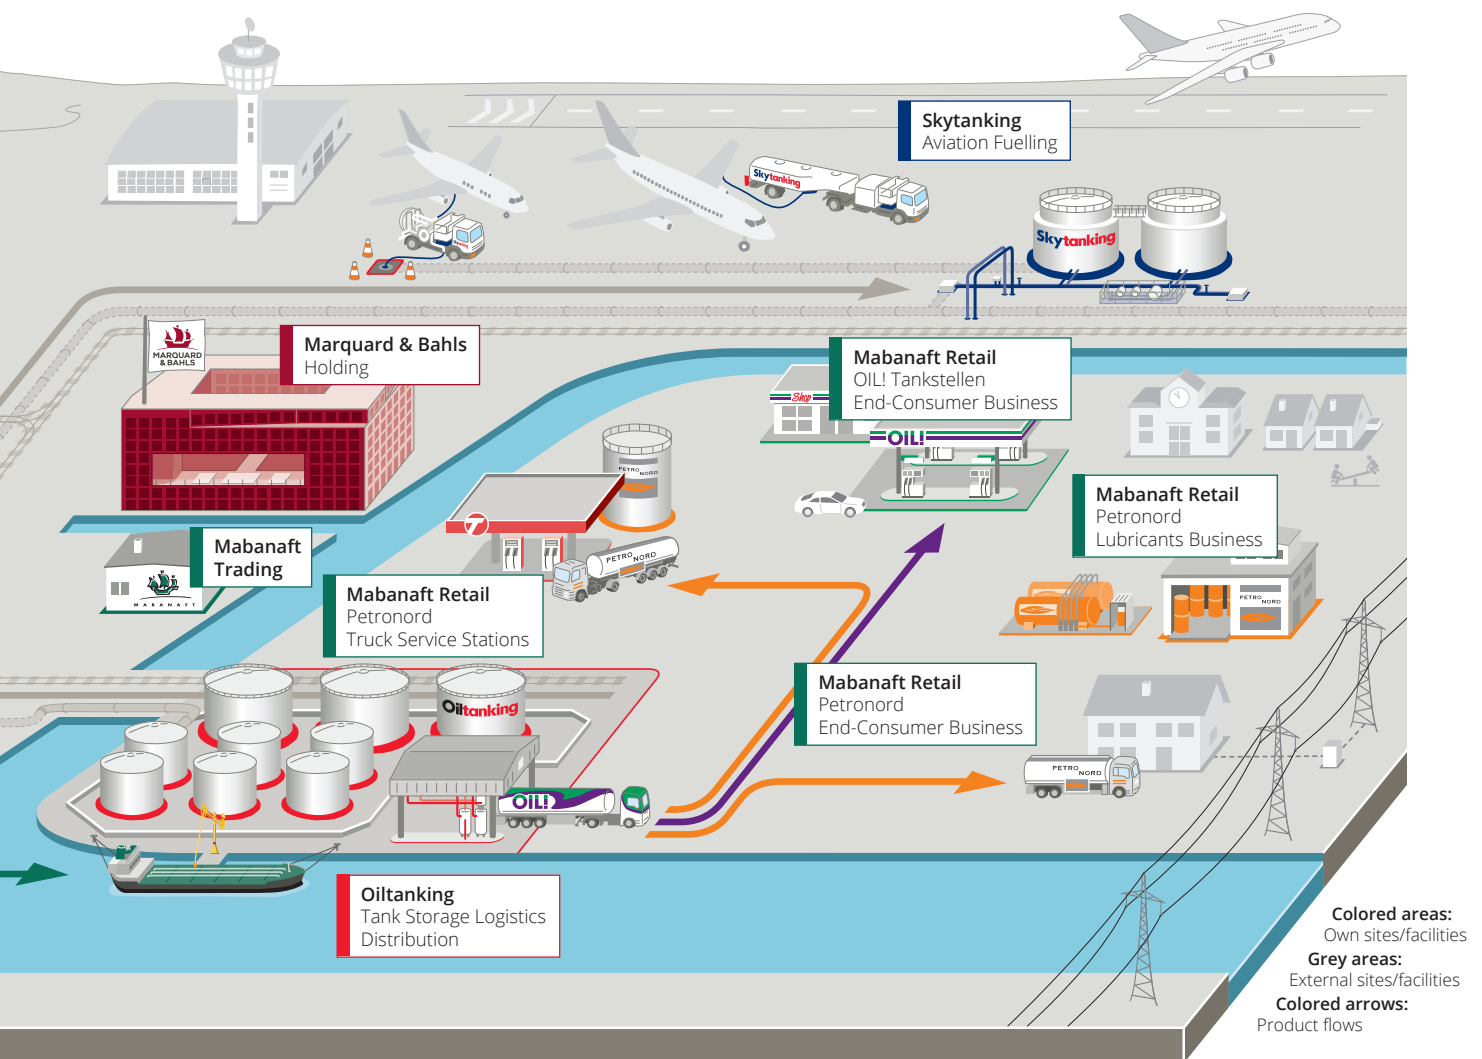 Skytanking
Aviation Fuelling
Skytanking
Skytanking
MARQUARD
& BAHLS
Marquard & Bahls
Holding
Mabanaft Retail
OIL! Tankstellen
End-Consumer Business
Shop
OIL!
PETRO
NORD
T
PETRO NORD
Mabanaft Retail
Petronord
Lubricants Business
PETRO
NORD
Mabanaft
Trading
MABANAFT
Mabanaft Retail
Petronord
Truck Service Stations
Mabanaft Retail
Petronord
End-Consumer Business
PETRO NORD
Oiltanking
OIL!
Oiltanking
Tank Storage Logistics
Distribution
Colored areas:
Own sites/facilities
Grey areas:
External sites/facilities
Colored arrows:
Product flows